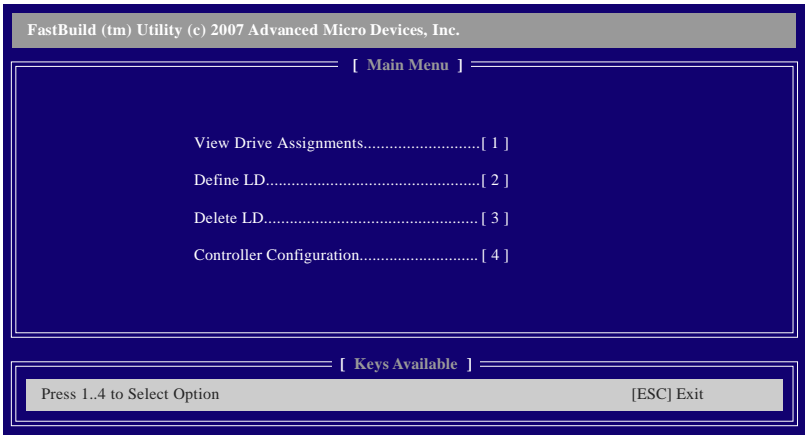 FastBuild (tm) Utility (c) 2007 Advanced Micro Devices, Inc.
[ Main Menu ]
View Drive Assignments...........................[ 1 ]
Define LD..................................................[ 2 ]
Delete LD.................................................. [ 3 ]
Controller Configuration............................ [ 4 ]
[ Keys Available ]
Press 1..4 to Select Option [ESC] Exit